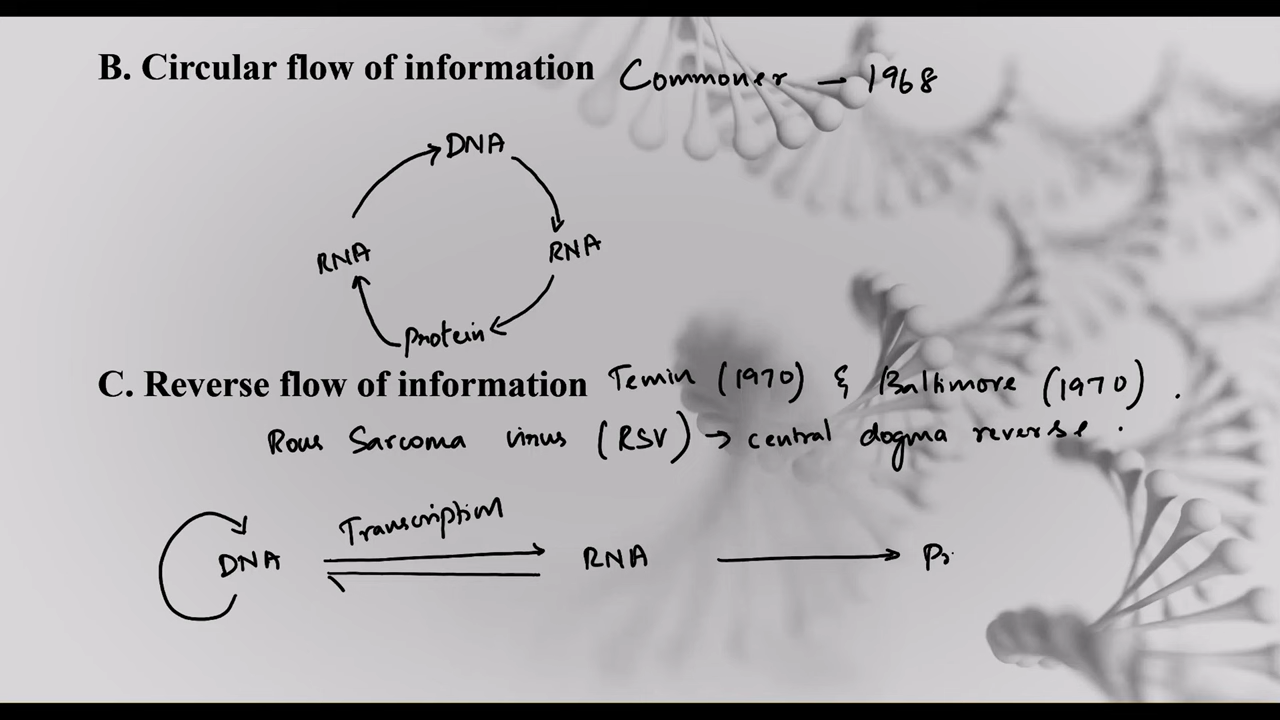 B. Circular flow of information Commoner – 1968
DNA
RNA RNA
Protein
C. Reverse flow of information Temin (1970) & Baltimore (1970).
Rous Sarcoma virus (RSV) → central dogma reverse.
Transcription
DNA RNA Pr